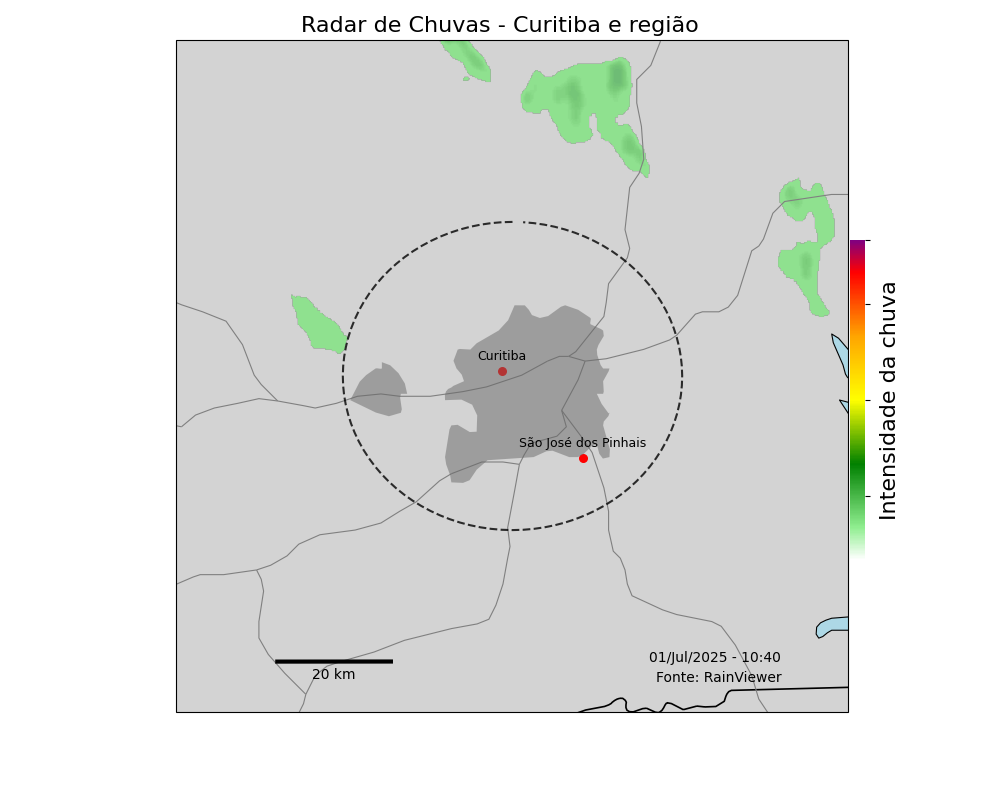 Radar de Chuvas - Curitiba e região
Curitiba
São José dos Pinhais
Intensidade da chuva
20 km
01/Jul/2025 - 10:40
Fonte: RainViewer